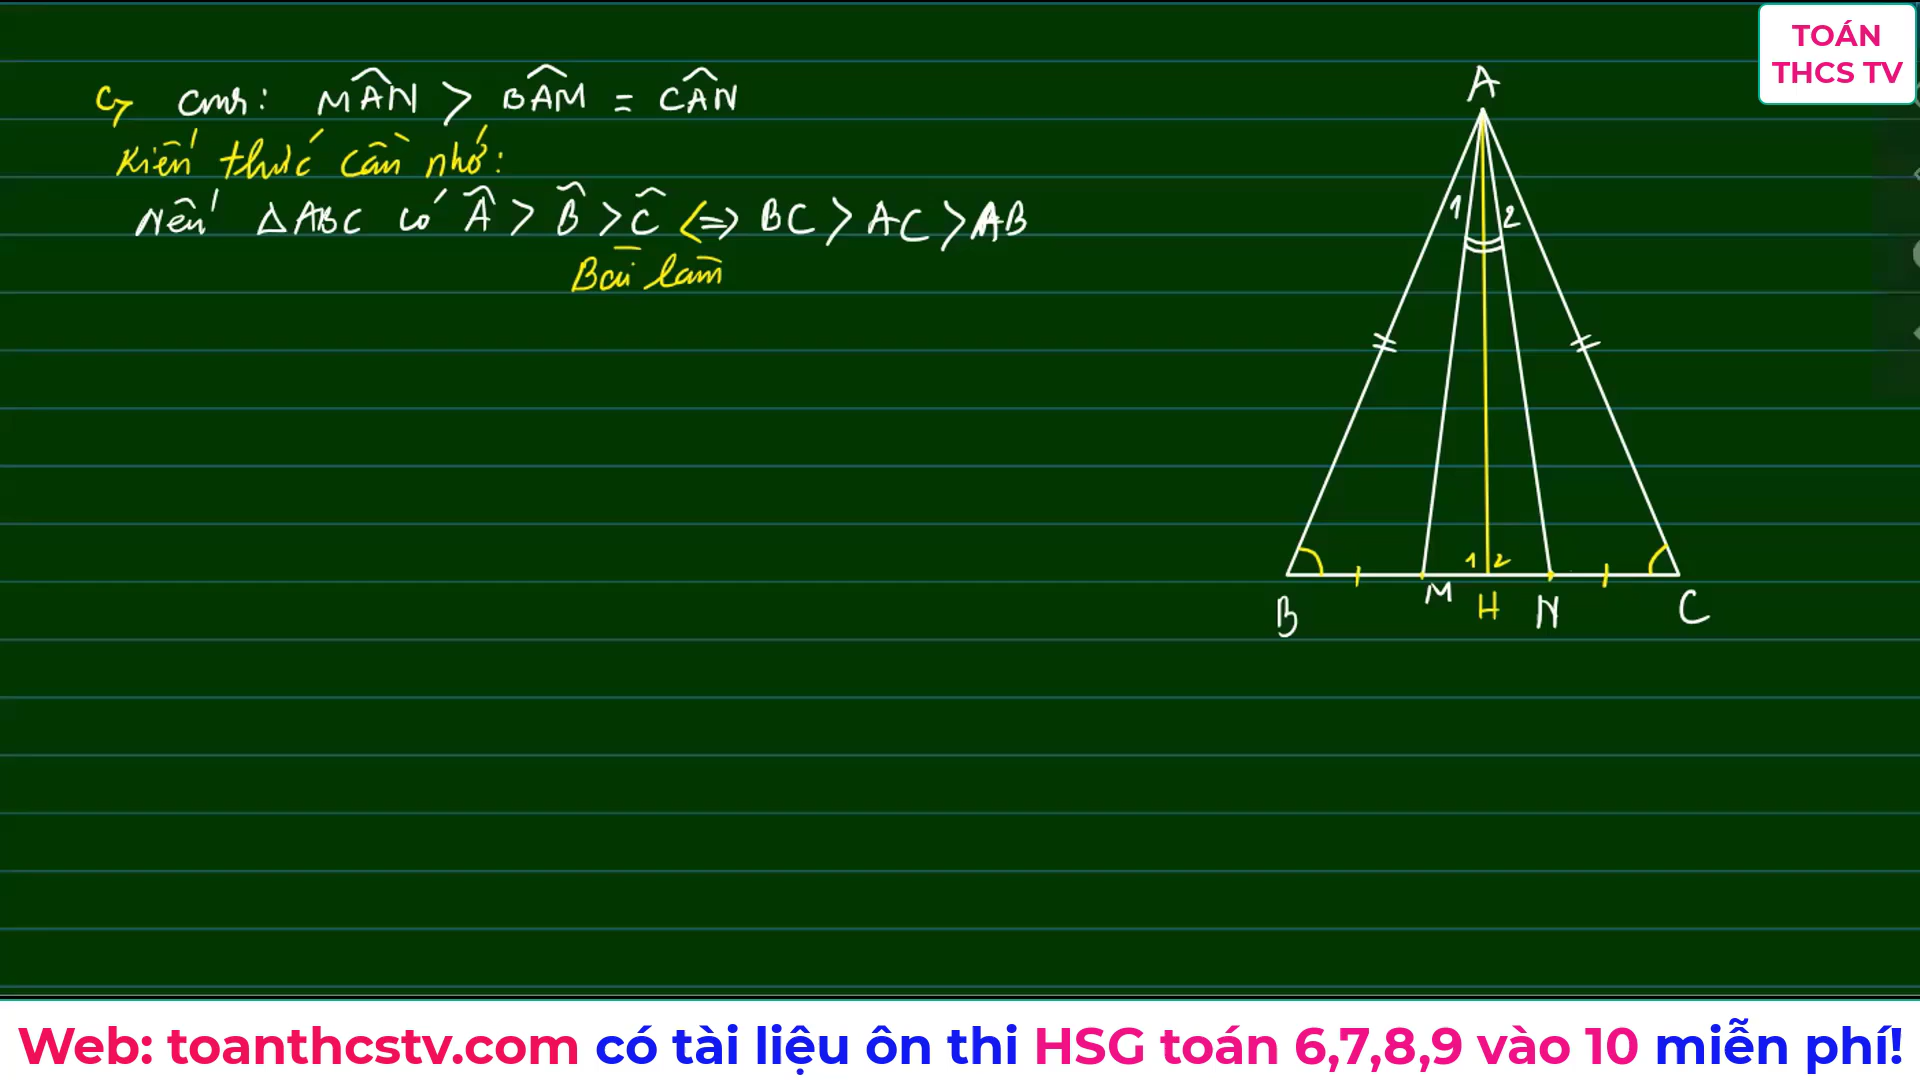 c, cmr: MÂN > BÂM = CÂN
Kiến thức cần nhớ:
Nếu ΔABC có Â > B̂ > Ĉ <=> BC > AC > AB
Bài làm
TOÁN
THCS TV
A
1 2
1 2
B M H N C
Web: toanthcstv.com có tài liệu ôn thi HSG toán 6,7,8,9 vào 10 miễn phí!